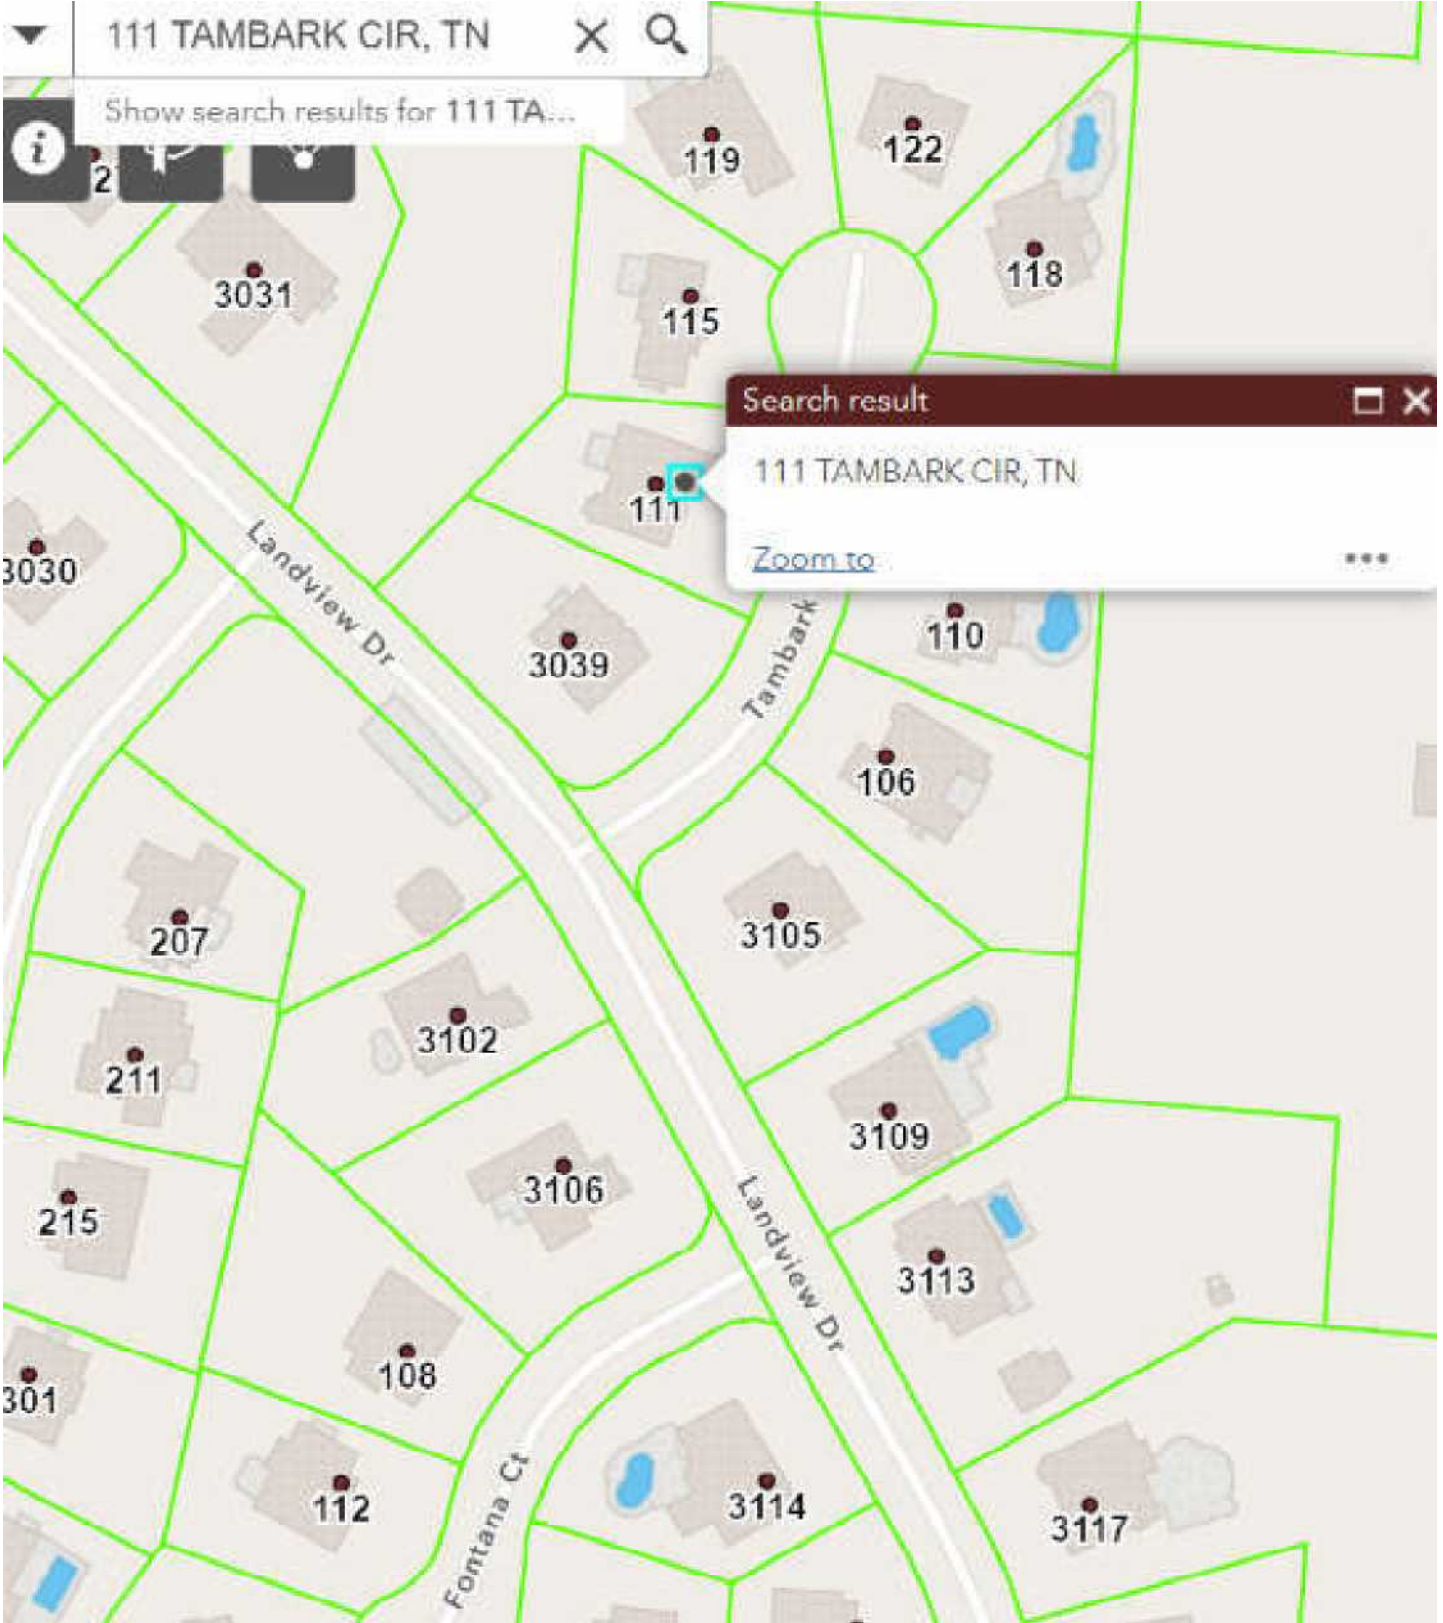 111 TAMBARK CIR, TN
Show search results for 111 TA...
i
2
119
122
3031
118
115
Search result
111 TAMBARK CIR, TN
111
Zoom to
3030
Landview Dr
110
3039
Tambark
106
207
3105
3102
211
3109
3106
215
Landview Dr
3113
108
301
112
3114
Fontana Ct
3117